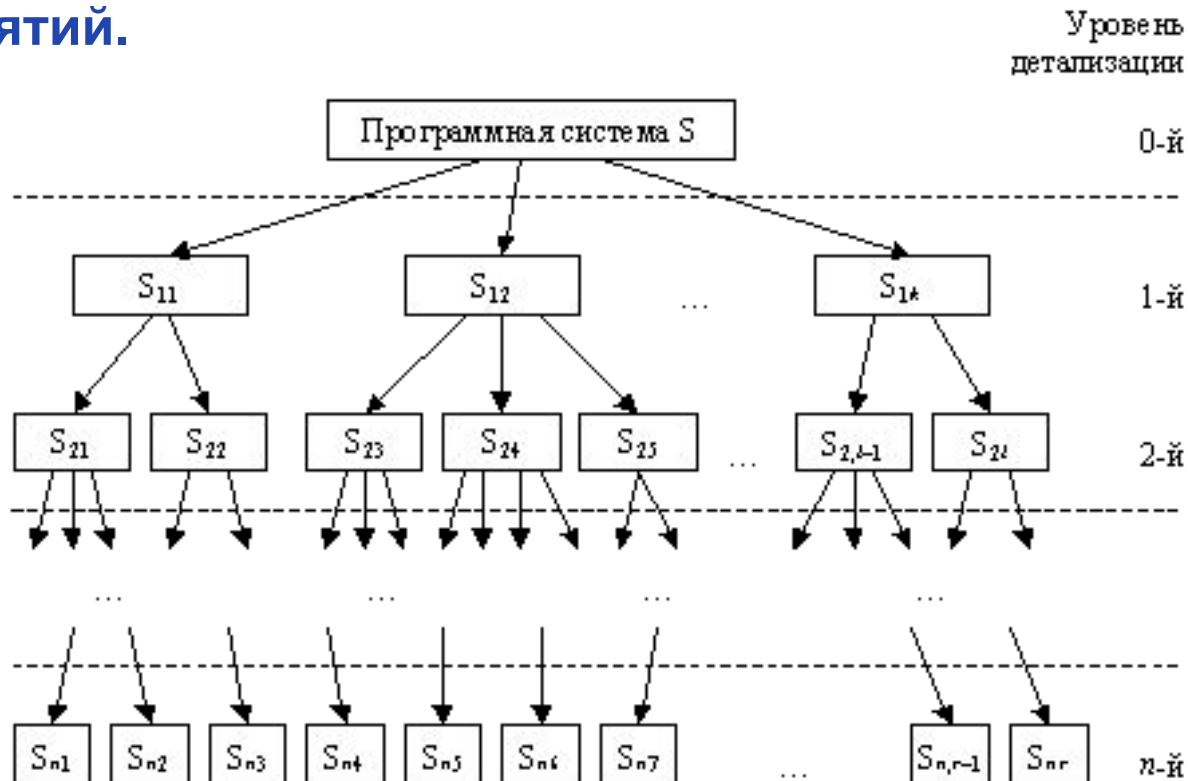 ятий.
Уровень
детализации
Программная система S
0-й
S₁₁ S₁₂ ... S₁ₖ 1-й
S₂₁ S₂₂ S₂₃ S₂₄ S₂₅ ... S₂,ₗ₋₁ S₂ₗ 2-й
... ... ... ...
Sₙ₁ Sₙ₂ Sₙ₃ Sₙ₄ Sₙ₅ Sₙ₆ Sₙ₇ ... Sₙ,ᵣ₋₁ Sₙᵣ n-й